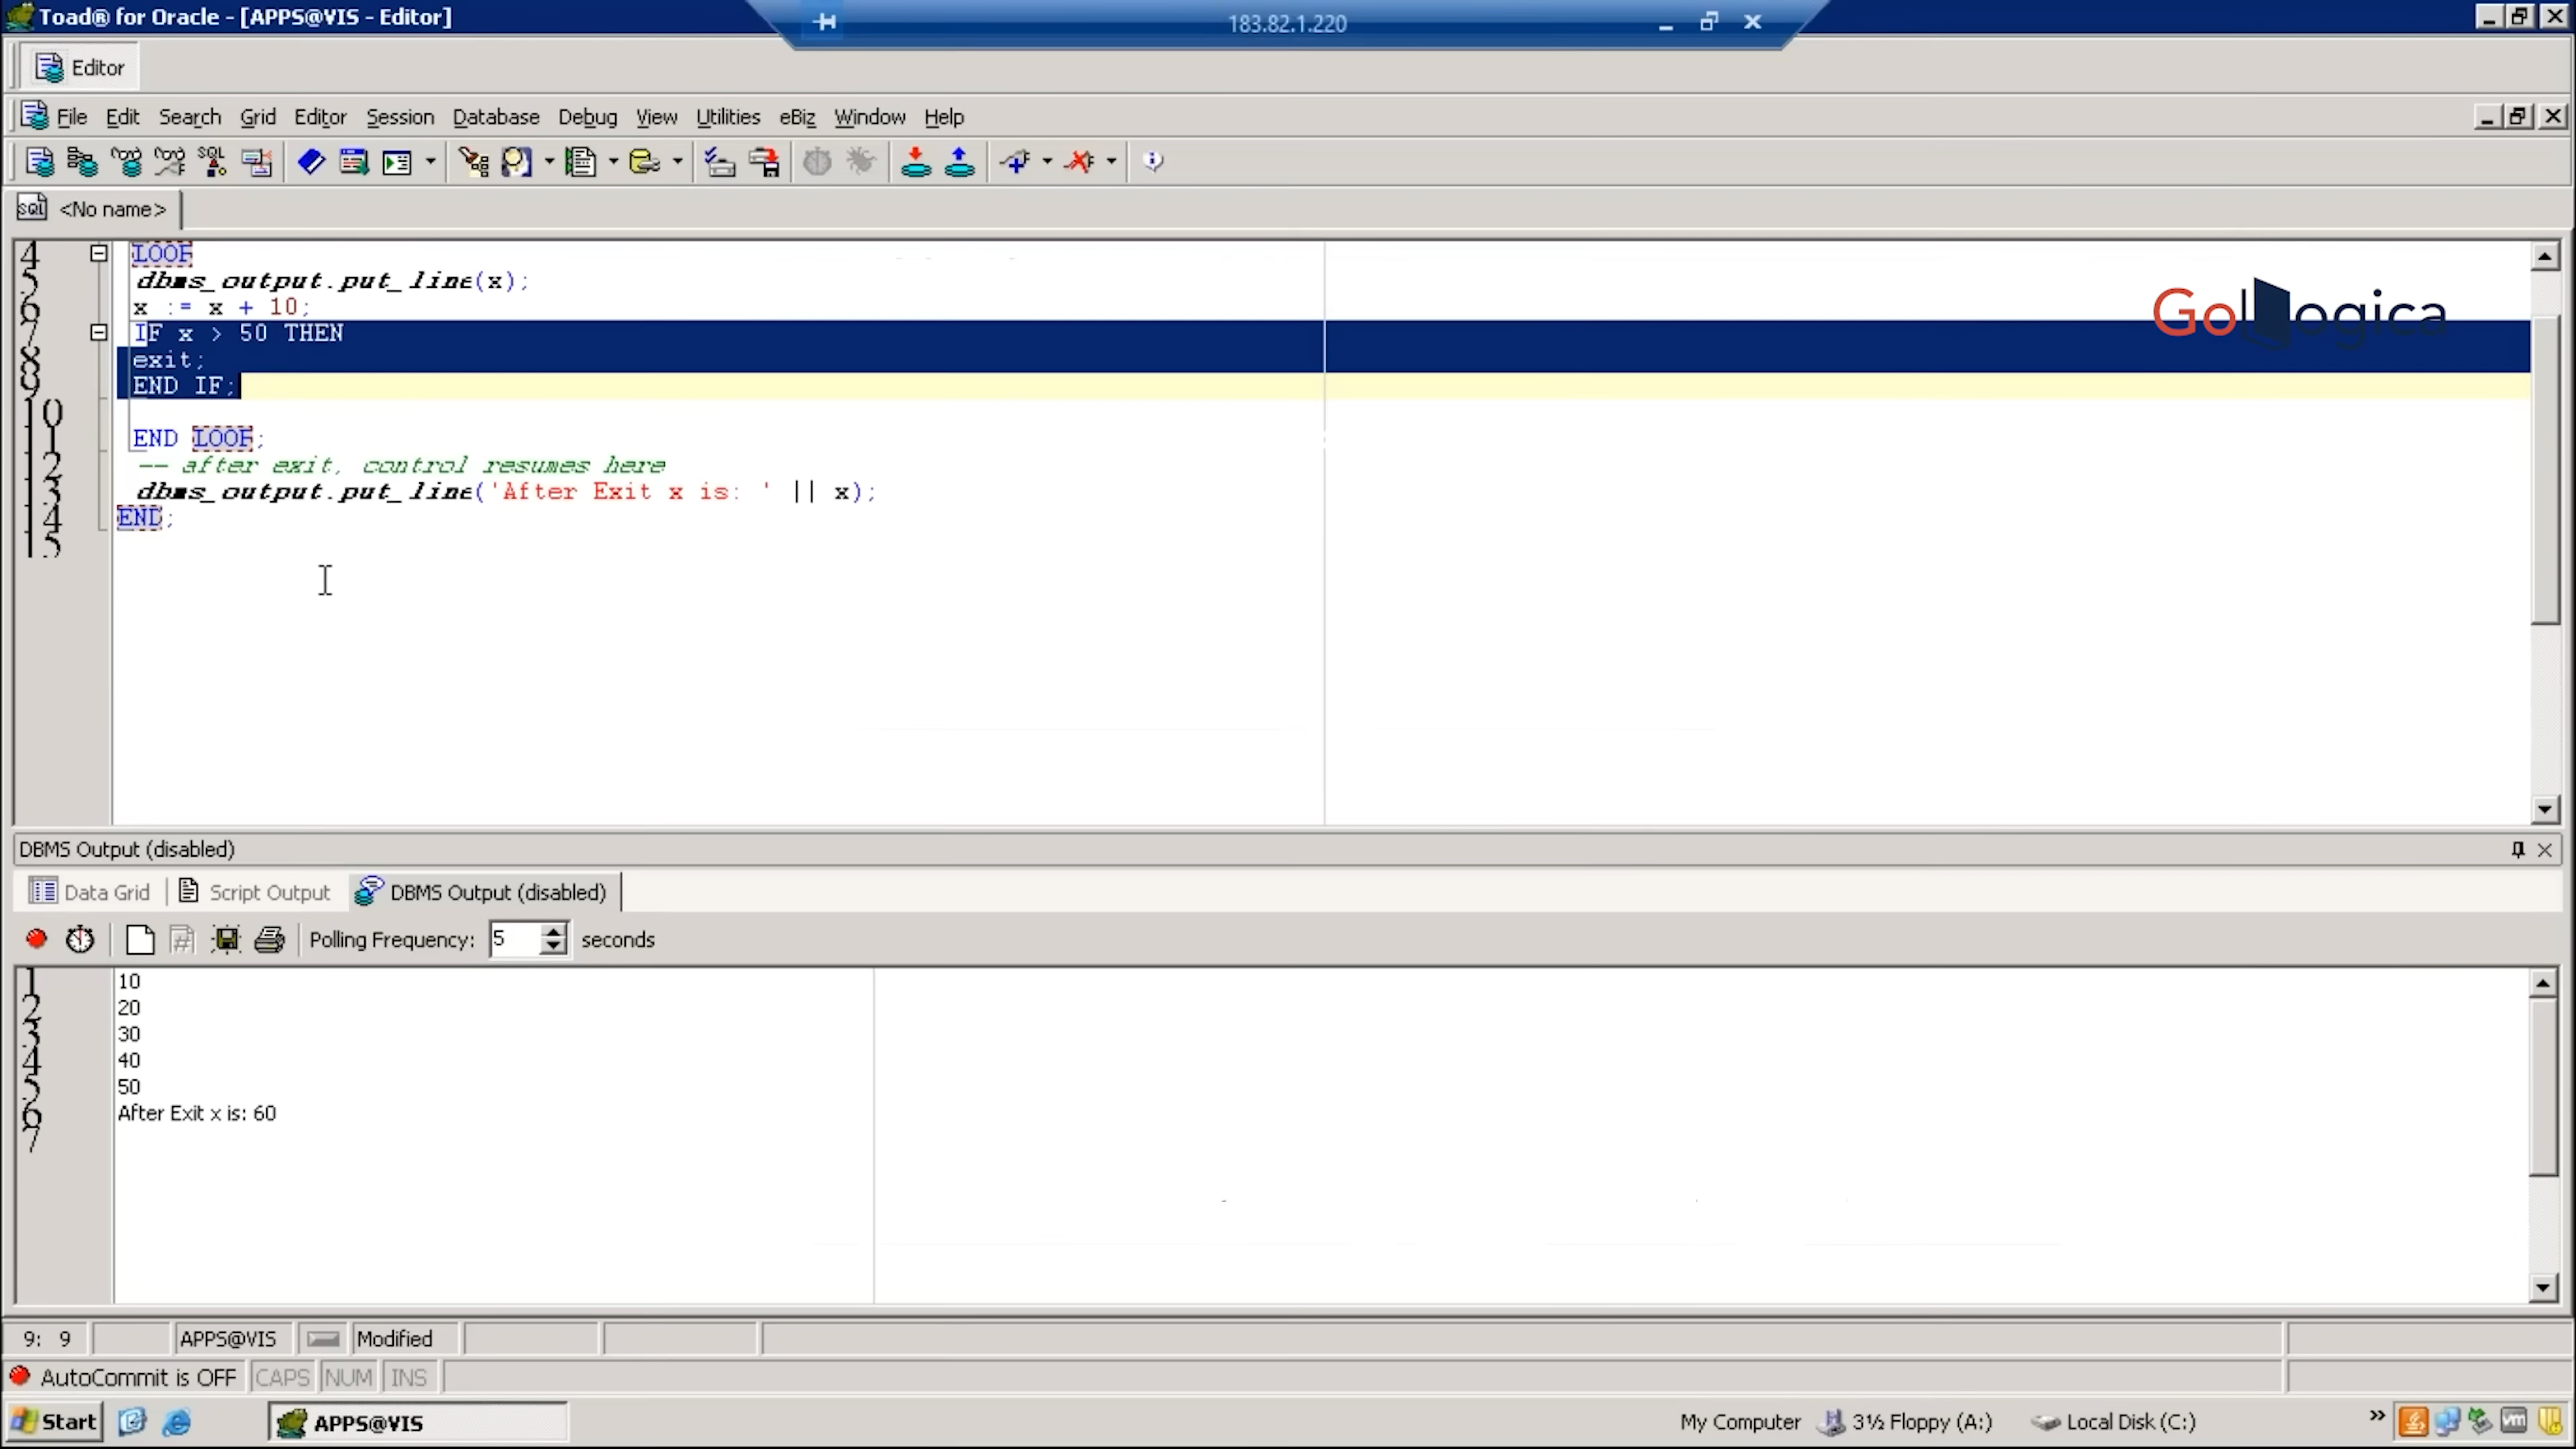 Toad® for Oracle - [APPS@VIS - Editor]
183.82.1.220
Editor
File Edit Search Grid Editor Session Database Debug View Utilities eBiz Window Help
SQL
SQL <No name>
GoLogica
4 LOOP
5 dbms_output.put_line(x);
6 x := x + 10;
7 IF x > 50 THEN
8 exit;
9 END IF;
10
11 END LOOP;
12 -- after exit, control resumes here
13 dbms_output.put_line('After Exit x is: ' || x);
14 END;
15
DBMS Output (disabled)
Data Grid Script Output DBMS Output (disabled)
Polling Frequency: 5 seconds
1 10
2 20
3 30
4 40
5 50
6 After Exit x is: 60
7
9: 9 APPS@VIS Modified
AutoCommit is OFF CAPS NUM INS
Start APPS@VIS My Computer 3½ Floppy (A:) Local Disk (C:) » vm